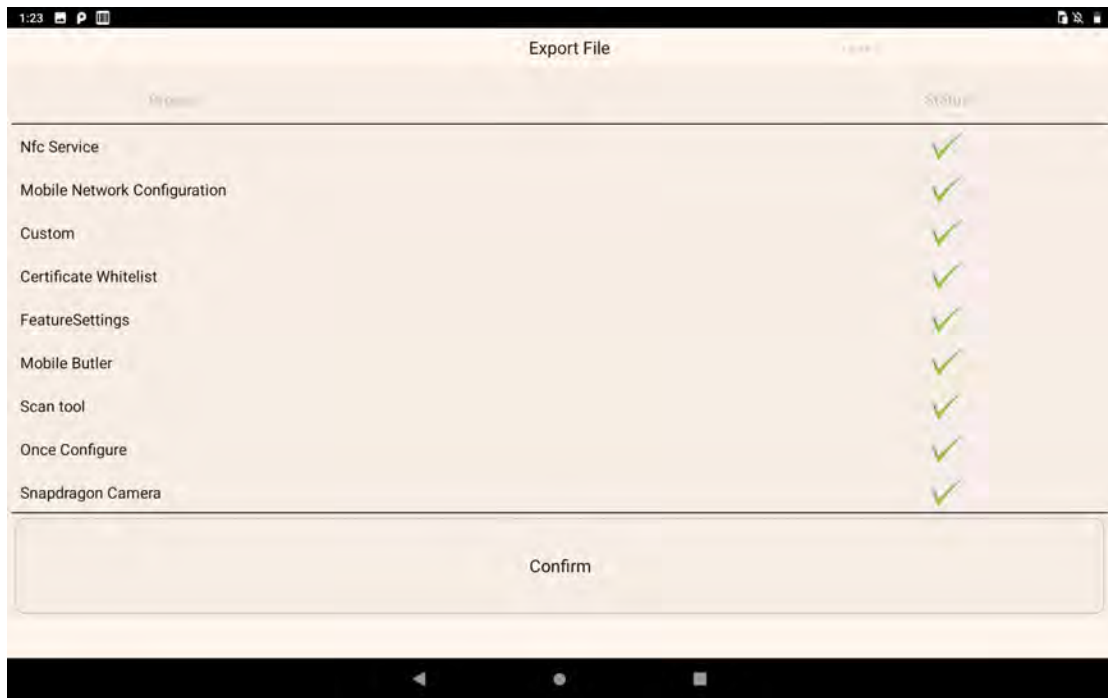 1:23
Export File
Status
Nfc Service
Mobile Network Configuration
Custom
Certificate Whitelist
FeatureSettings
Mobile Butler
Scan tool
Once Configure
Snapdragon Camera
Confirm